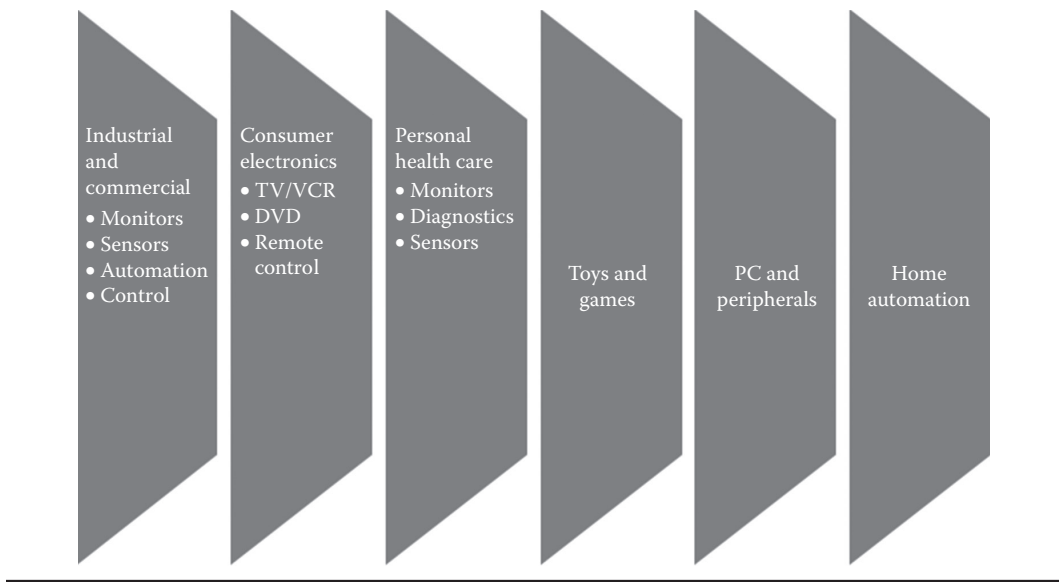 Industrial
and
commercial
• Monitors
• Sensors
• Automation
• Control
Consumer
electronics
• TV/VCR
• DVD
• Remote
control
Personal
health care
• Monitors
• Diagnostics
• Sensors
Toys and
games
PC and
peripherals
Home
automation